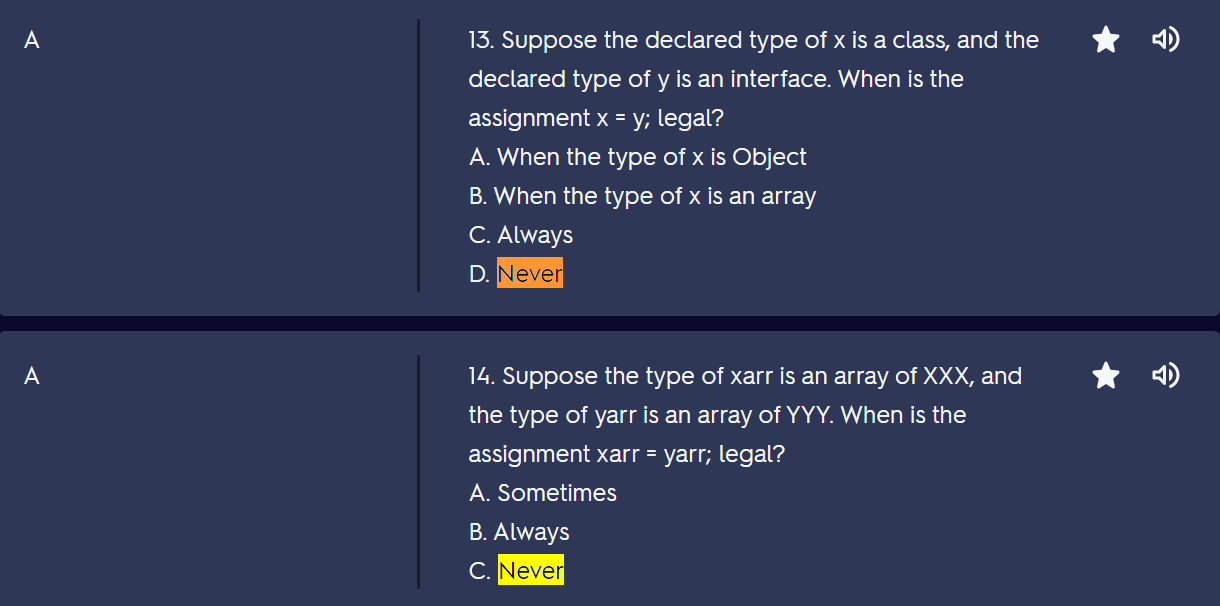 A
13. Suppose the declared type of x is a class, and the
declared type of y is an interface. When is the
assignment x = y; legal?
A. When the type of x is Object
B. When the type of x is an array
C. Always
D. Never
A
14. Suppose the type of xarr is an array of XXX, and
the type of yarr is an array of YYY. When is the
assignment xarr = yarr; legal?
A. Sometimes
B. Always
C. Never